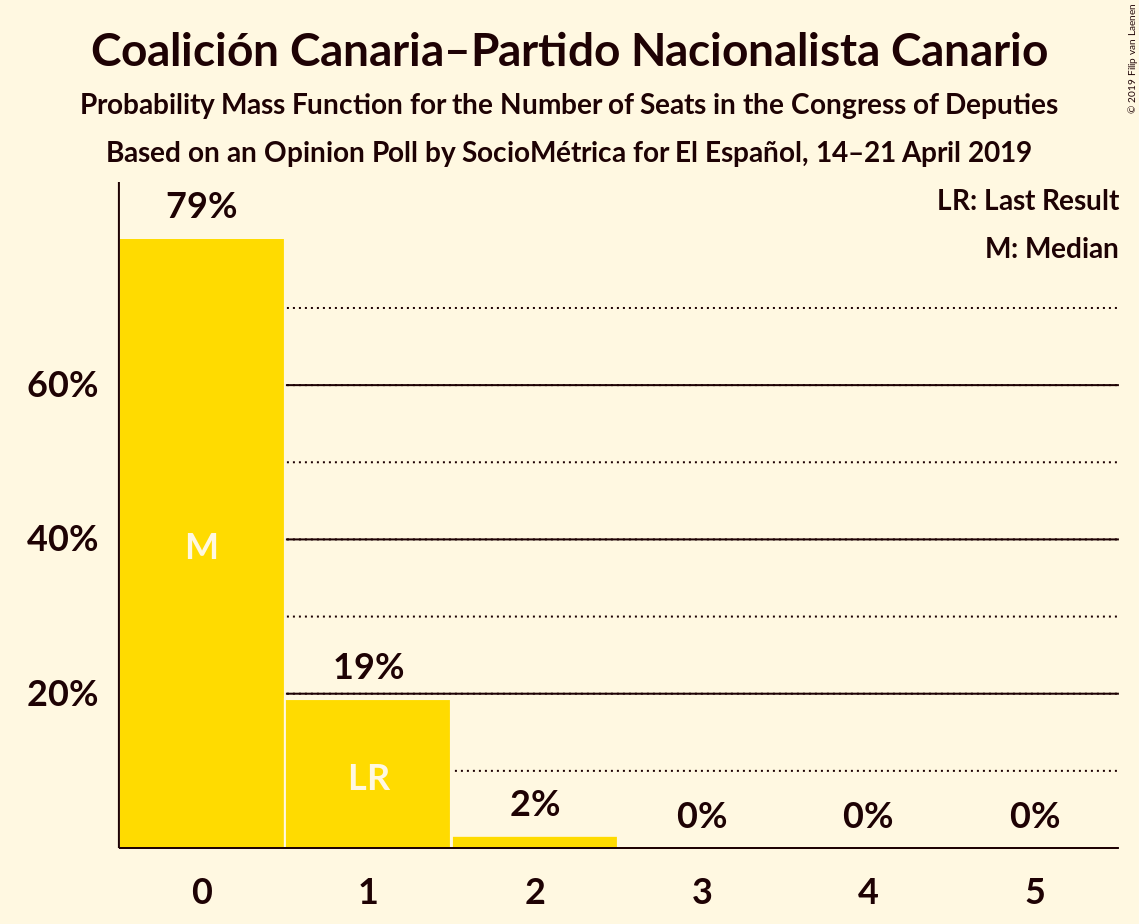 Coalición Canaria–Partido Nacionalista Canario
Probability Mass Function for the Number of Seats in the Congress of Deputies
Based on an Opinion Poll by SocioMétrica for El Español, 14–21 April 2019
© 2019 Filip van Laenen
LR: Last Result
M: Median
79%
60%
40%
M
19%
20%
LR
2%
0%
0%
0%
0
1
2
3
4
5